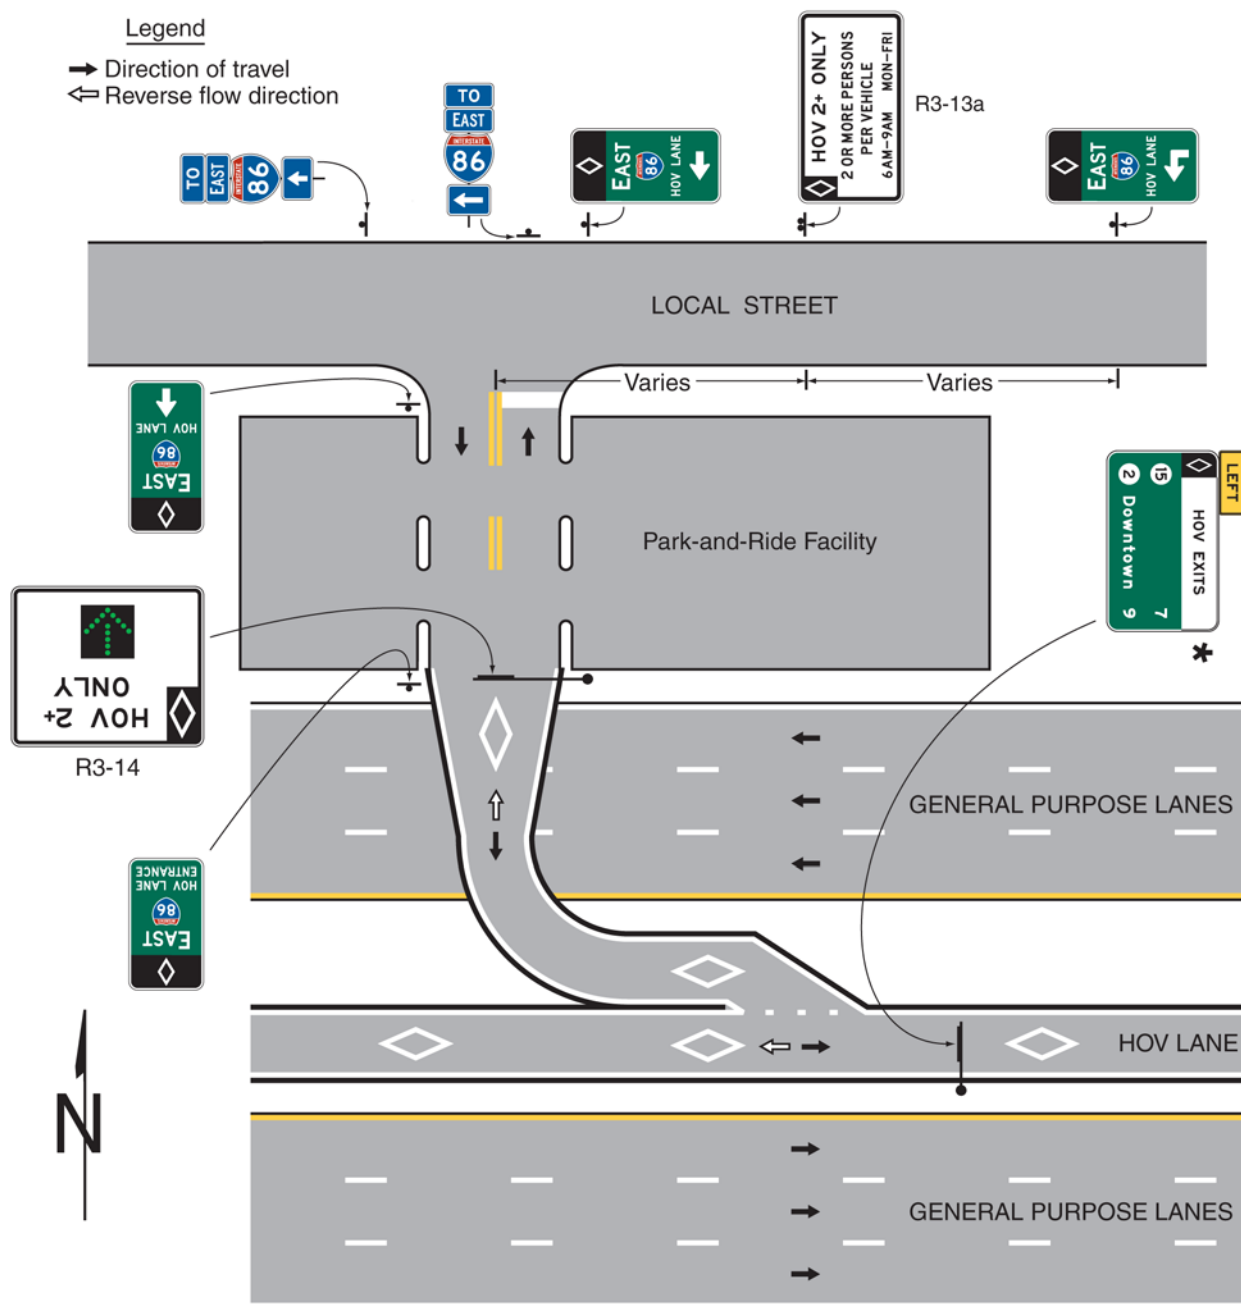 Legend
Direction of travel
Reverse flow direction
TO
EAST
INTERSTATE
86
TO
EAST
INTERSTATE
86
EAST
86
HOV LANE
HOV 2+ ONLY
2 OR MORE PERSONS
PER VEHICLE
6AM-9AM MON-FRI
R3-13a
EAST
86
HOV LANE
LOCAL STREET
Varies
Varies
EAST
86
HOV LANE
Park-and-Ride Facility
LEFT
HOV EXITS
15 7
2 Downtown 9
*
HOV 2+
ONLY
R3-14
GENERAL PURPOSE LANES
EAST
86
HOV LANE
ENTRANCE
HOV LANE
N
GENERAL PURPOSE LANES